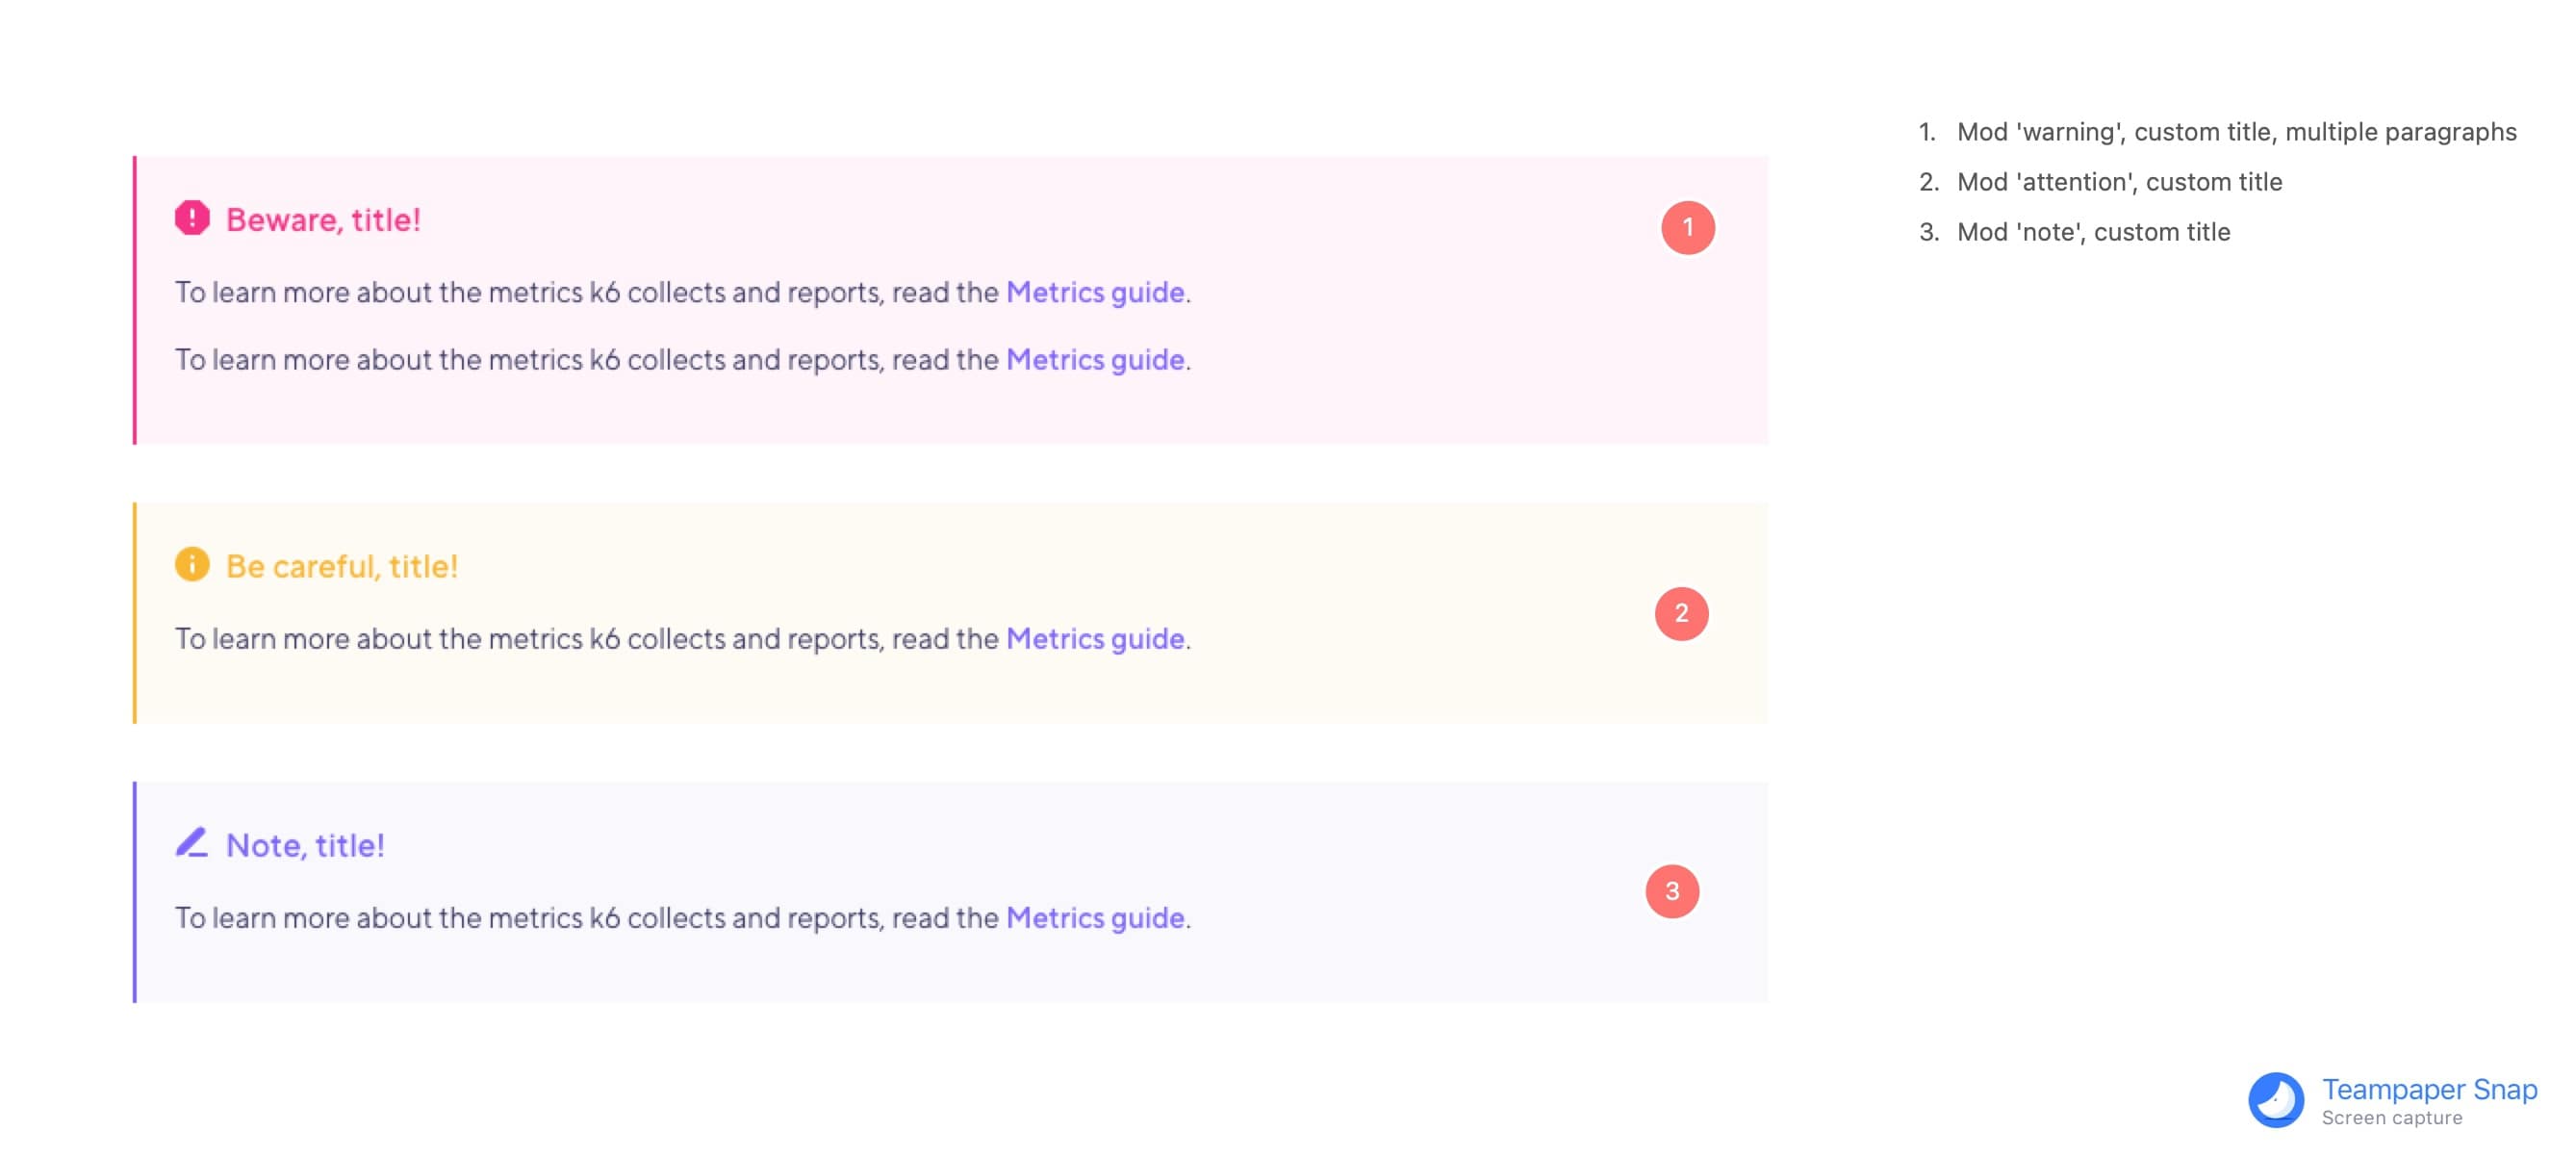 Beware, title!
1
To learn more about the metrics k6 collects and reports, read the Metrics guide.
To learn more about the metrics k6 collects and reports, read the Metrics guide.
Be careful, title!
2
To learn more about the metrics k6 collects and reports, read the Metrics guide.
Note, title!
3
To learn more about the metrics k6 collects and reports, read the Metrics guide.
1. Mod 'warning', custom title, multiple paragraphs
2. Mod 'attention', custom title
3. Mod 'note', custom title
Teampaper Snap
Screen capture